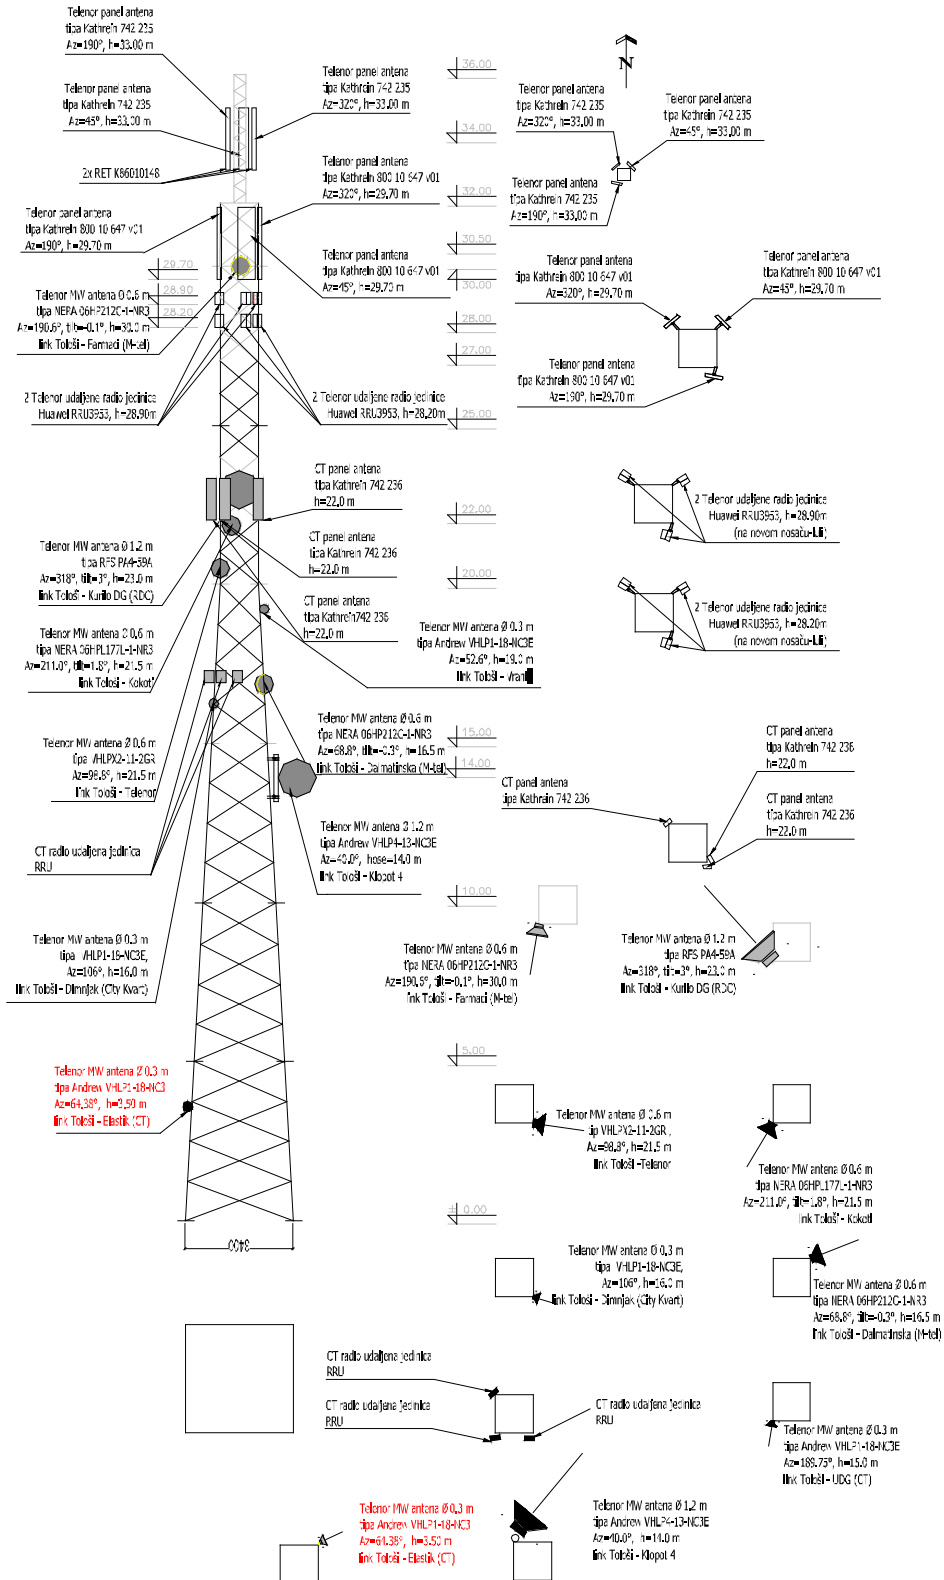 Telenor panel antena
tipa Kathrein 742 235
Az=190°, h=33.00 m
Telenor panel antena
tipa Kathrein 742 235
Az=45°, h=33.00 m
2x RET K86010148
Telenor panel antena
tipa Kathrein 742 235
Az=320°, h=33.00 m
Telenor panel antena
tipa Kathrein 800 10 647 v01
Az=320°, h=29.70 m
Telenor panel antena
tipa Kathrein 800 10 647 v01
Az=190°, h=29.70 m
Telenor panel antena
tipa Kathrein 800 10 647 v01
Az=45°, h=29.70 m
29.70
28.90
28.20
Telenor MW antena Ø 0.6 m
tipa NERA 06HP212C-1-NR3
Az=190.6°, tilt=-0.1°, h=30.0 m
link Tološi - Farmaci (M-tel)
2 Telenor udaljene radio jedinice
Huawei RRU3953, h=28.90m
2 Telenor udaljene radio jedinice
Huawei RRU3953, h=28.20m
36.00
34.00
32.00
30.50
30.00
28.00
27.00
25.00
22.00
20.00
15.00
14.00
10.00
5.00
± 0.00
N
Telenor panel antena
tipa Kathrein 742 235
Az=320°, h=33.00 m
Telenor panel antena
tipa Kathrein 742 235
Az=45°, h=33.00 m
Telenor panel antena
tipa Kathrein 742 235
Az=190°, h=33.00 m
Telenor panel antena
tipa Kathrein 800 10 647 v01
Az=320°, h=29.70 m
Telenor panel antena
tipa Kathrein 800 10 647 v01
Az=45°, h=29.70 m
Telenor panel antena
tipa Kathrein 800 10 647 v01
Az=190°, h=29.70 m
CT panel antena
tipa Kathrein 742 236
h=22.0 m
CT panel antena
tipa Kathrein 742 236
h=22.0 m
CT panel antena
tipa Kathrein742 236
h=22.0 m
Telenor MW antena Ø 1.2 m
tipa RFS PA4-59A
Az=318°, tilt=3°, h=23.0 m
link Tološi - Kurilo DG (RDC)
Telenor MW antena Ø 0.6 m
tipa NERA 06HPL177L-1-NR3
Az=211.0°, tilt=1.8°, h=21.5 m
link Tološi - Kokoti
Telenor MW antena Ø 0.3 m
tipa Andrew VHLP1-18-NC3E
Az=52.6°, h=19.0 m
link Tološi - Vranići
2 Telenor udaljene radio jedinice
Huawei RRU3953, h=28.90m
(na novom nosaču-Lili)
2 Telenor udaljene radio jedinice
Huawei RRU3953, h=28.20m
(na novom nosaču-Lili)
Telenor MW antena Ø 0.6 m
tipa VHLPX2-11-2GR
Az=98.8°, h=21.5 m
link Tološi - Telenor
Telenor MW antena Ø 0.6 m
tipa NERA 06HP212C-1-NR3
Az=68.8°, tilt=-0.3°, h=16.5 m
link Tološi - Dalmatinska (M-tel)
CT panel antena
tipa Kathrein 742 236
h=22.0 m
CT panel antena
tipa Kathrein 742 236
CT panel antena
tipa Kathrein 742 236
h=22.0 m
CT radio udaljena jedinica
RRU
Telenor MW antena Ø 1.2 m
tipa Andrew VHLP4-13-NC3E
Az=40.0°, hose=14.0 m
link Tološi - Klopot 4
Telenor MW antena Ø 0.3 m
tipa VHLP1-18-NC3E,
Az=106°, h=16.0 m
link Tološi - Dimnjak (City Kvart)
Telenor MW antena Ø 0.6 m
tipa NERA 06HP212C-1-NR3
Az=190.6°, tilt=-0.1°, h=30.0 m
link Tološi - Farmaci (M-tel)
Telenor MW antena Ø 1.2 m
tipa RFS PA4-59A
Az=318°, tilt=3°, h=23.0 m
link Tološi - Kurilo DG (RDC)
Telenor MW antena Ø 0.3 m
tipa Andrew VHLP1-18-NC3
Az=64.38°, h=3.50 m
link Tološi - Elastik (CT)
Telenor MW antena Ø 0.6 m
tip VHLPX2-11-2GR ,
Az=98.8°, h=21.5 m
link Tološi -Telenor
Telenor MW antena Ø 0.6 m
tipa NERA 06HPL177L-1-NR3
Az=211.0°, tilt=1.8°, h=21.5 m
link Tološi - Kokoti
3400
Telenor MW antena Ø 0.3 m
tipa VHLP1-18-NC3E,
Az=106°, h=16.0 m
link Tološi - Dimnjak (City Kvart)
Telenor MW antena Ø 0.6 m
tipa NERA 06HP212C-1-NR3
Az=68.8°, tilt=-0.3°, h=16.5 m
link Tološi - Dalmatinska (M-tel)
CT radio udaljena jedinica
RRU
CT radio udaljena jedinica
RRU
CT radio udaljena jedinica
RRU
Telenor MW antena Ø 0.3 m
tipa Andrew VHLP1-18-NC3E
Az=189.75°, h=15.0 m
link Tološi - UDG (CT)
Telenor MW antena Ø 0.3 m
tipa Andrew VHLP1-18-NC3
Az=64.38°, h=3.50 m
link Tološi - Elastik (CT)
Telenor MW antena Ø 1.2 m
tipa Andrew VHLP4-13-NC3E
Az=40.0°, h=14.0 m
link Tološi - Klopot 4